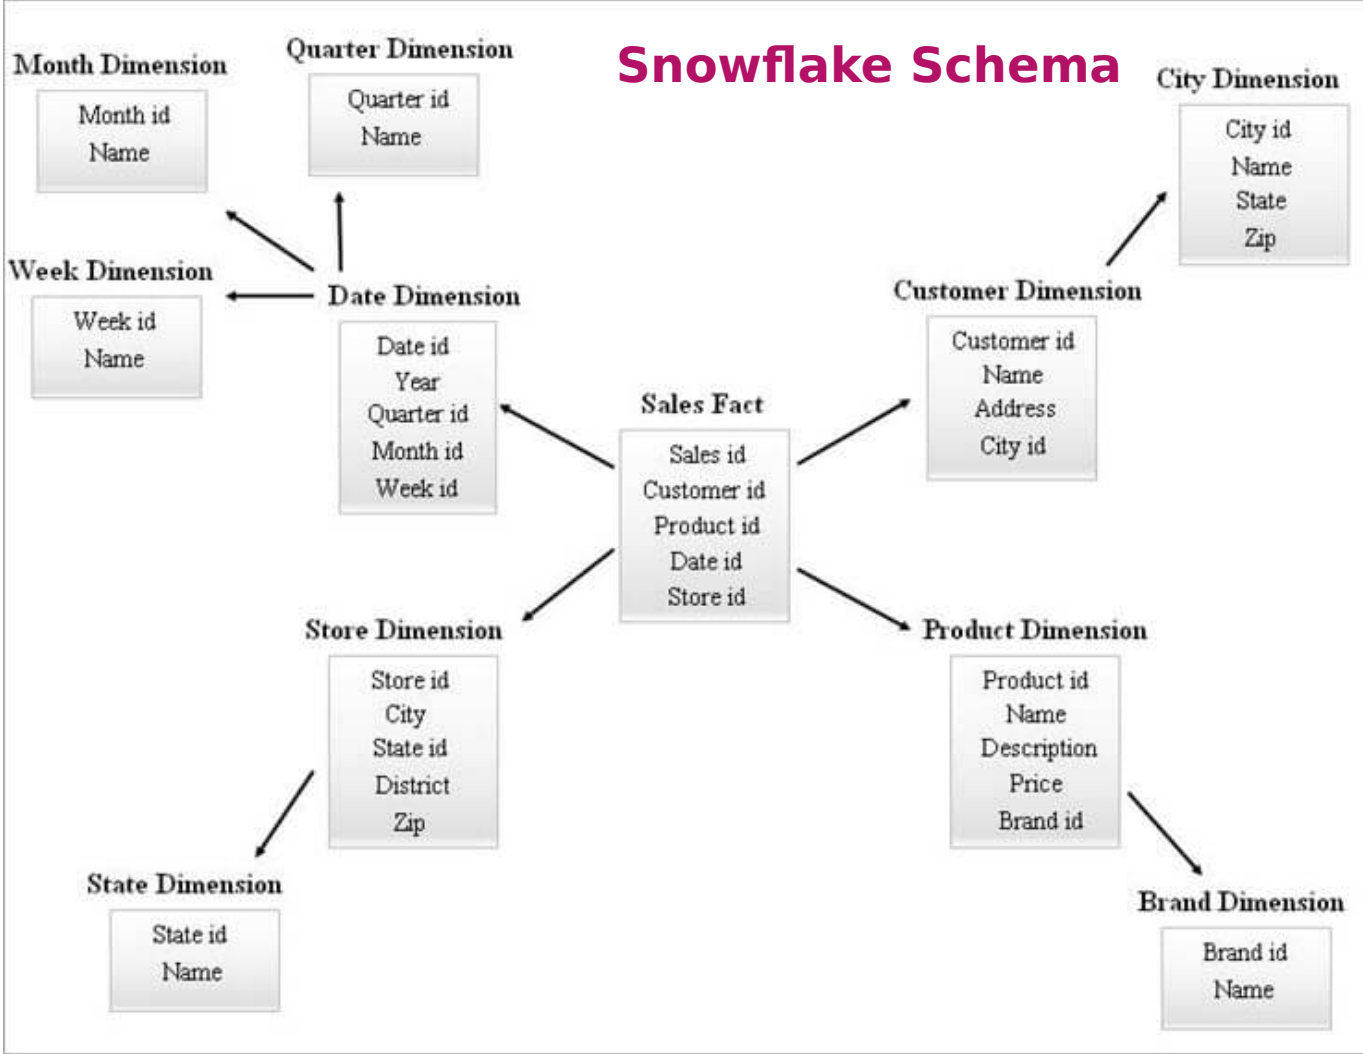 Snowflake Schema
Month Dimension
Month id
Name
Quarter Dimension
Quarter id
Name
City Dimension
City id
Name
State
Zip
Week Dimension
Week id
Name
Date Dimension
Date id
Year
Quarter id
Month id
Week id
Customer Dimension
Customer id
Name
Address
City id
Sales Fact
Sales id
Customer id
Product id
Date id
Store id
Store Dimension
Store id
City
State id
District
Zip
Product Dimension
Product id
Name
Description
Price
Brand id
State Dimension
State id
Name
Brand Dimension
Brand id
Name